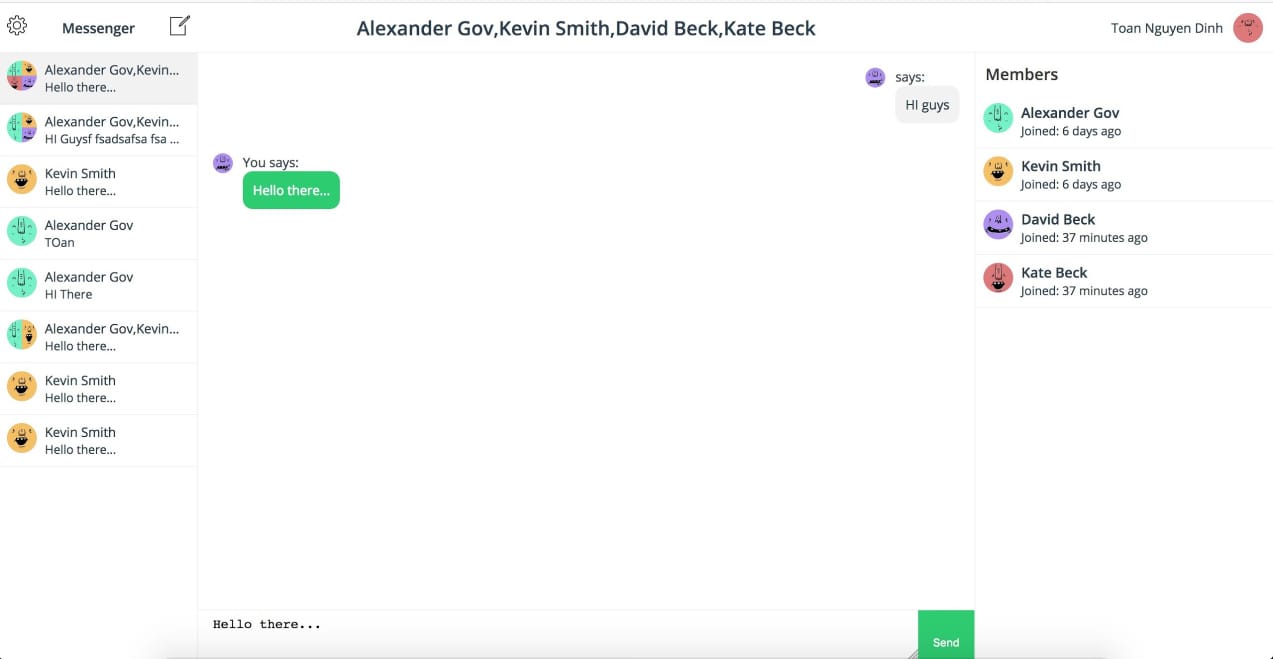 Messenger
Alexander Gov,Kevin Smith,David Beck,Kate Beck
Toan Nguyen Dinh
Alexander Gov,Kevin...
Hello there...
Alexander Gov,Kevin...
HI Guysf fsadsafsa fsa ...
Kevin Smith
Hello there...
Alexander Gov
TOan
Alexander Gov
HI There
Alexander Gov,Kevin...
Hello there...
Kevin Smith
Hello there...
Kevin Smith
Hello there...
says:
HI guys
You says:
Hello there...
Hello there...
Send
Members
Alexander Gov
Joined: 6 days ago
Kevin Smith
Joined: 6 days ago
David Beck
Joined: 37 minutes ago
Kate Beck
Joined: 37 minutes ago